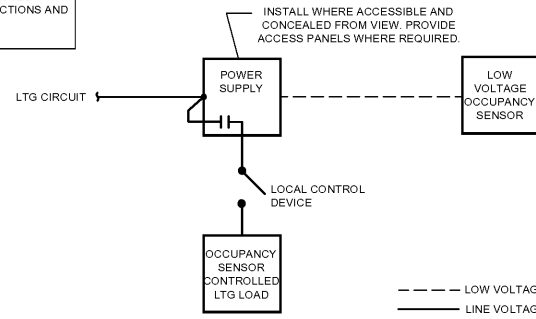 CTIONS AND
INSTALL WHERE ACCESSIBLE AND
CONCEALED FROM VIEW. PROVIDE
ACCESS PANELS WHERE REQUIRED.
POWER
SUPPLY
LOW
VOLTAGE
OCCUPANCY
SENSOR
LTG CIRCUIT
LOCAL CONTROL
DEVICE
OCCUPANCY
SENSOR
CONTROLLED
LTG LOAD
LOW VOLTAG
LINE VOLTAG